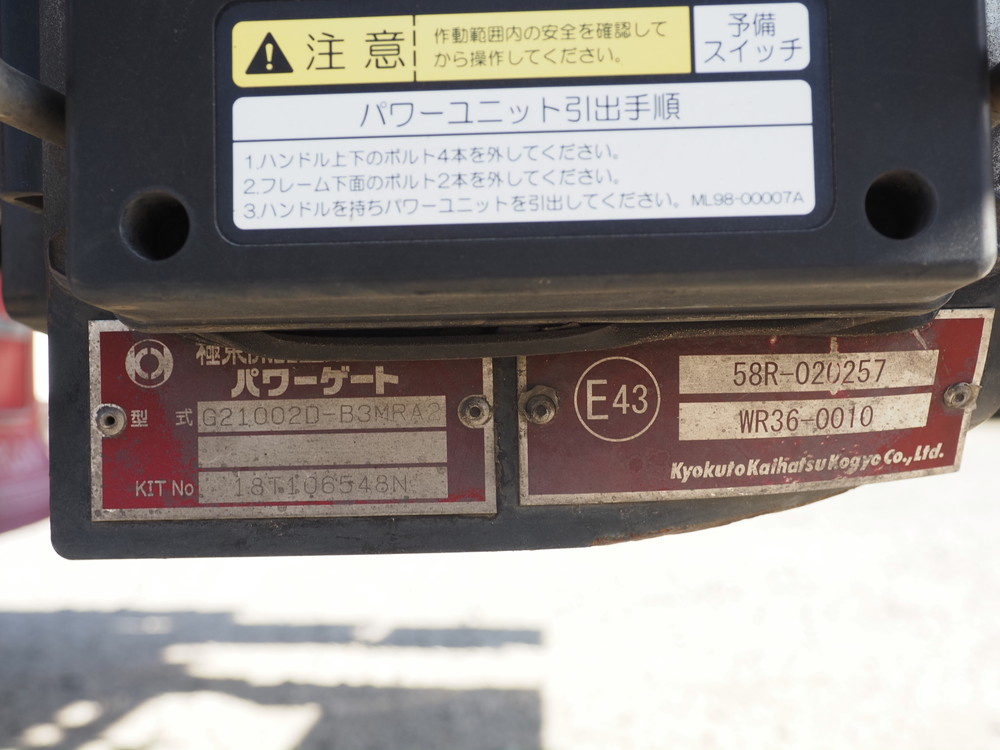 注意
作動範囲内の安全を確認して
から操作してください。
予備
スイッチ
パワーユニット引出手順
1.ハンドル上下のボルト4本を外してください。
2.フレーム下面のボルト2本を外してください。
3.ハンドルを持ちパワーユニットを引出してください。 ML98-00007A
極東
パワーゲート
型 式 G21002D-B3MRA2
KIT No 18T106548N
E43
58R-020257
WR36-0010
Kyokuto Kaihatsu Kogyo Co., Ltd.